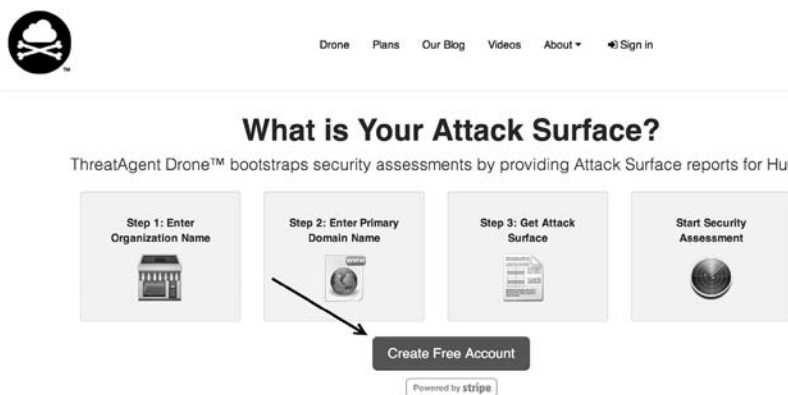 TM
Drone Plans Our Blog Videos About Sign in
What is Your Attack Surface?
ThreatAgent Drone™ bootstraps security assessments by providing Attack Surface reports for Hu
Step 1: Enter
Organization Name
Step 2: Enter Primary
Domain Name
WWW
Step 3: Get Attack
Surface
Start Security
Assessment
Create Free Account
Powered by stripe